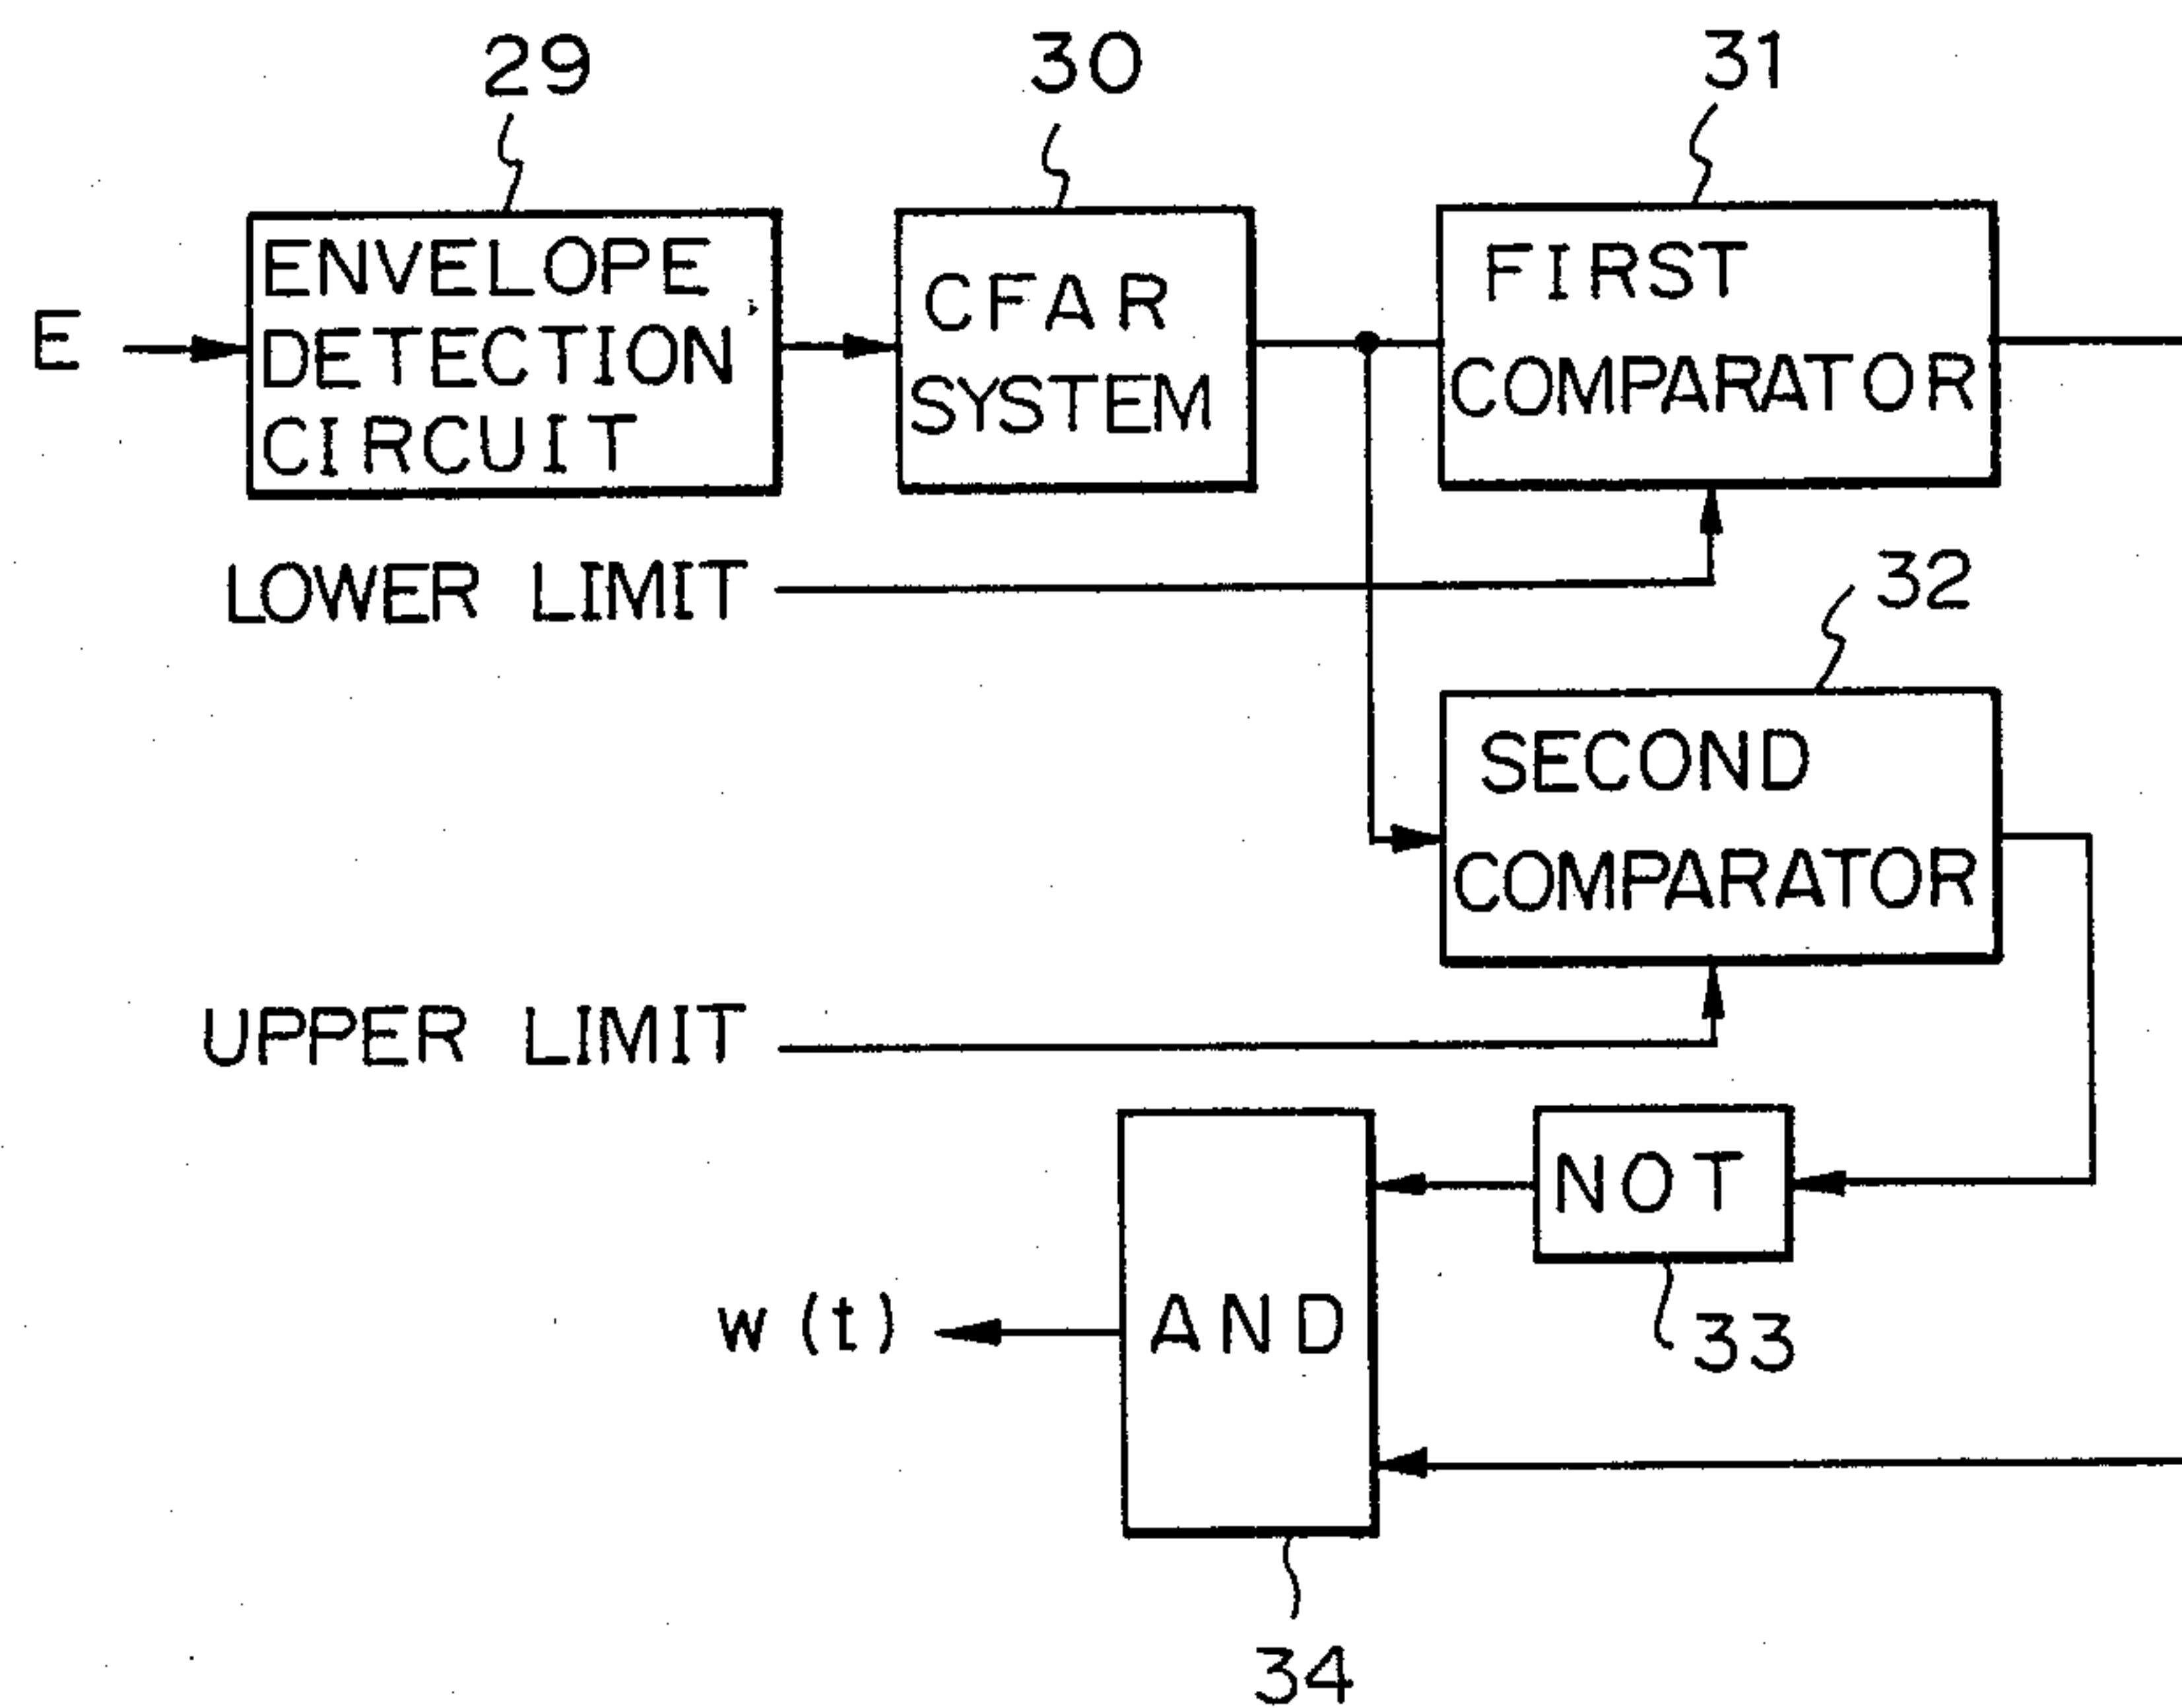 29
30
31
E
ENVELOPE
DETECTION
CIRCUIT
CFAR
SYSTEM
FIRST
COMPARATOR
LOWER LIMIT
32
SECOND
COMPARATOR
UPPER LIMIT
NOT
33
AND
w(t)
34